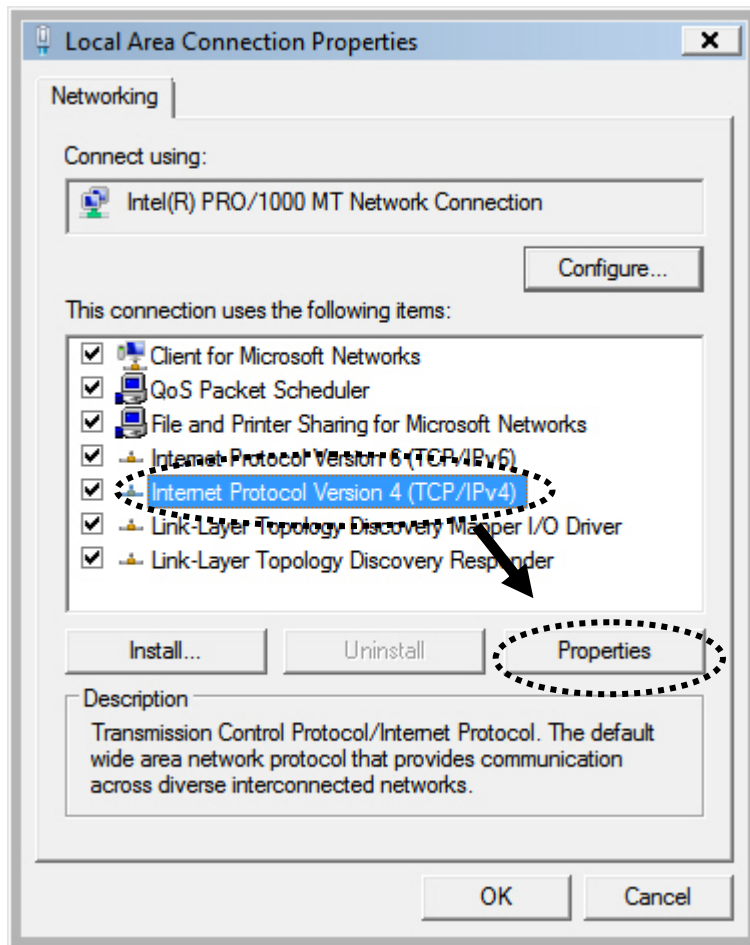 Local Area Connection Properties
Networking
Connect using:
Intel(R) PRO/1000 MT Network Connection
Configure...
This connection uses the following items:
Client for Microsoft Networks
QoS Packet Scheduler
File and Printer Sharing for Microsoft Networks
Internet Protocol Version 6 (TCP/IPv6)
Internet Protocol Version 4 (TCP/IPv4)
Link-Layer Topology Discovery Mapper I/O Driver
Link-Layer Topology Discovery Responder
Install... Uninstall Properties
Description
Transmission Control Protocol/Internet Protocol. The default
wide area network protocol that provides communication
across diverse interconnected networks.
OK Cancel